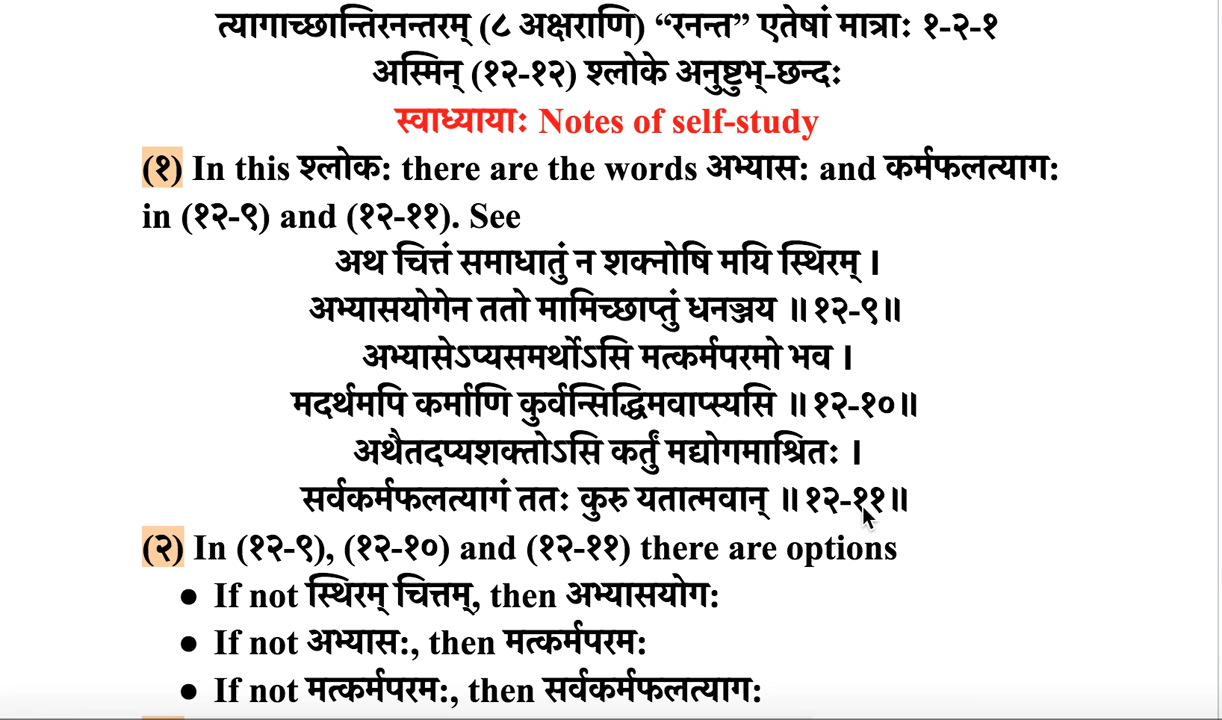 त्यागाच्छान्तिरनन्तरम् (८ अक्षराणि) “रनन्त” एतेषां मात्राः १-२-१
अस्मिन् (१२-१२) श्लोके अनुष्टुभ्-छन्दः
स्वाध्यायाः Notes of self-study
(१) In this श्लोक: there are the words अभ्यास: and कर्मफलत्याग:
in (१२-९) and (१२-११). See
अथ चित्तं समाधातुं न शक्नोषि मयि स्थिरम् ।
अभ्यासयोगेन ततो मामिच्छाप्तुं धनञ्जय ॥१२-९॥
अभ्यासेऽप्यसमर्थोऽसि मत्कर्मपरमो भव ।
मदर्थमपि कर्माणि कुर्वन्सिद्धिमवाप्स्यसि ॥१२-१०॥
अथैतदप्यशक्तोऽसि कर्तुं मद्योगमाश्रितः ।
सर्वकर्मफलत्यागं ततः कुरु यतात्मवान् ॥१२-११॥
(२) In (१२-९), (१२-१०) and (१२-११) there are options
● If not स्थिरम् चित्तम्, then अभ्यासयोग:
● If not अभ्यास:, then मत्कर्मपरम:
● If not मत्कर्मपरम:, then सर्वकर्मफलत्याग: